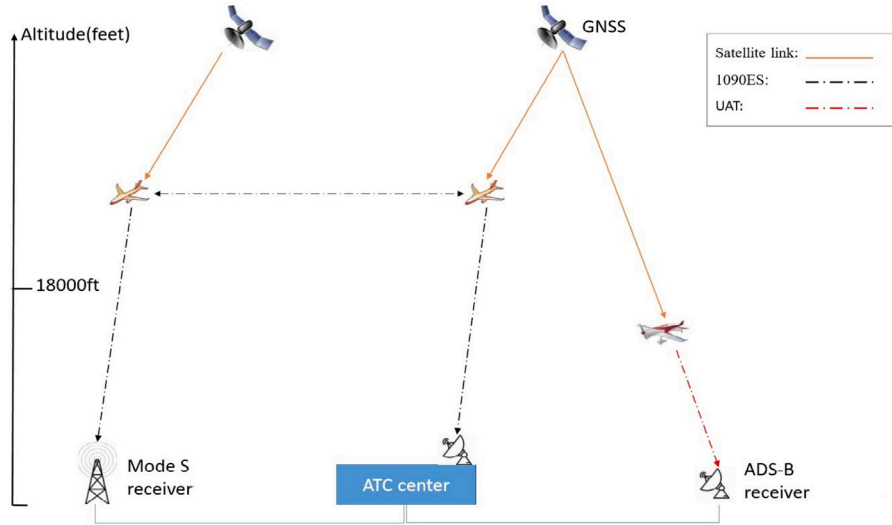 Altitude(feet)
GNSS
Satellite link:
1090ES:
UAT:
18000ft
Mode S
receiver
ATC center
ADS-B
receiver